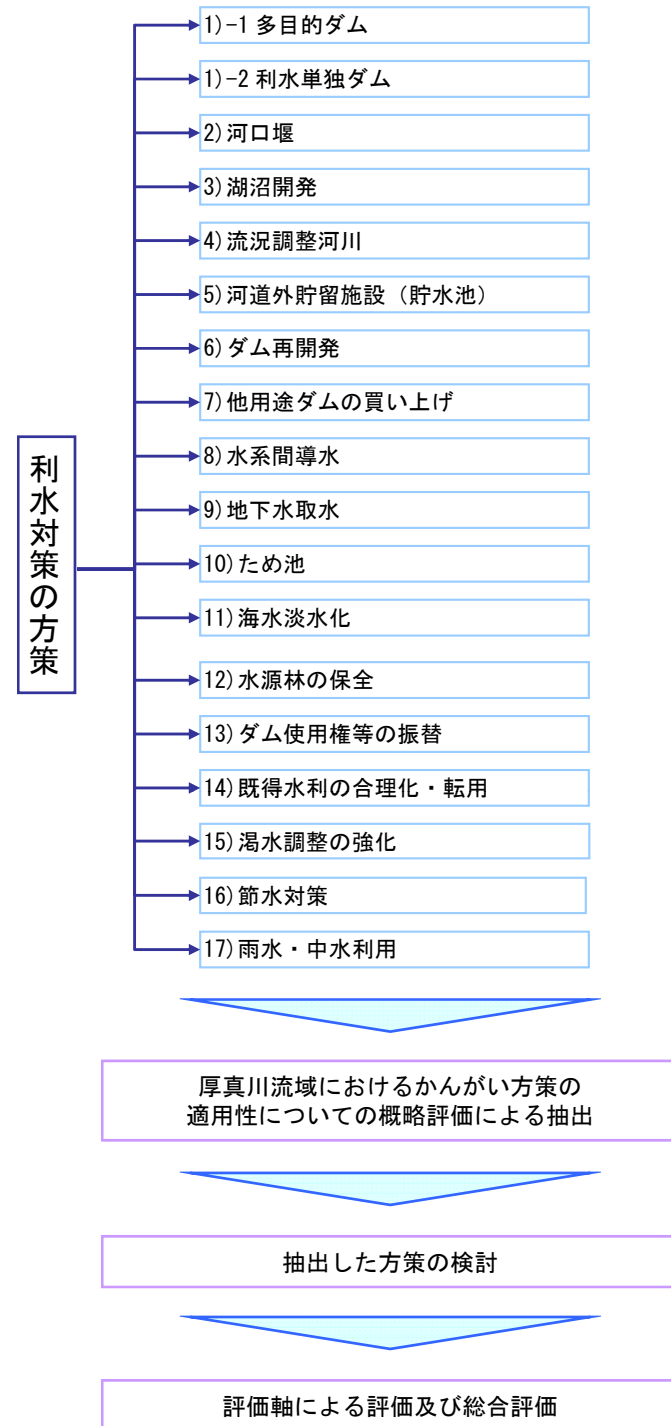 利水対策の方策
1)-1 多目的ダム
1)-2 利水単独ダム
2)河口堰
3)湖沼開発
4)流況調整河川
5)河道外貯留施設（貯水池）
6)ダム再開発
7)他用途ダムの買い上げ
8)水系間導水
9)地下水取水
10)ため池
11)海水淡水化
12)水源林の保全
13)ダム使用権等の振替
14)既得水利の合理化・転用
15)渇水調整の強化
16)節水対策
17)雨水・中水利用
厚真川流域におけるかんがい方策の
適用性についての概略評価による抽出
抽出した方策の検討
評価軸による評価及び総合評価